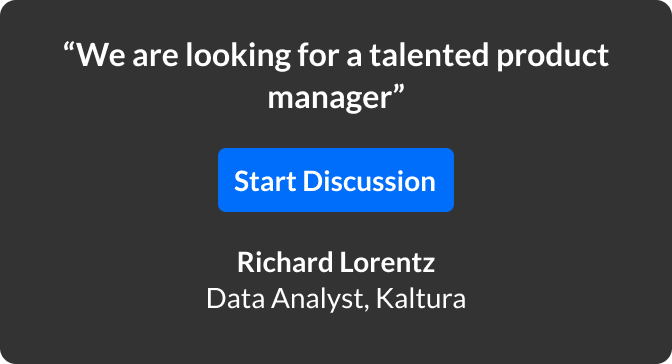 “We are looking for a talented product
manager”
Start Discussion
Richard Lorentz
Data Analyst, Kaltura